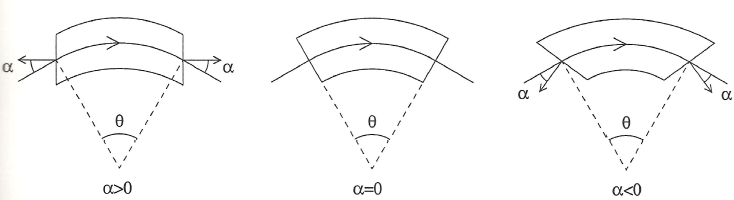 α α α α
θ θ θ
α>0 α=0 α<0